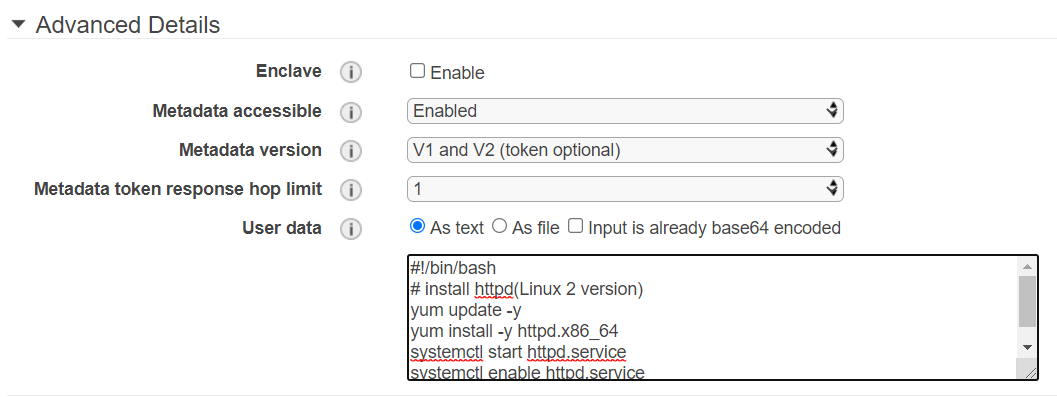 Advanced Details
Enclave i Enable
Metadata accessible i Enabled
Metadata version i V1 and V2 (token optional)
Metadata token response hop limit i 1
User data i As text As file Input is already base64 encoded
#!/bin/bash
# install httpd(Linux 2 version)
yum update -y
yum install -y httpd.x86_64
systemctl start httpd.service
systemctl enable httpd.service